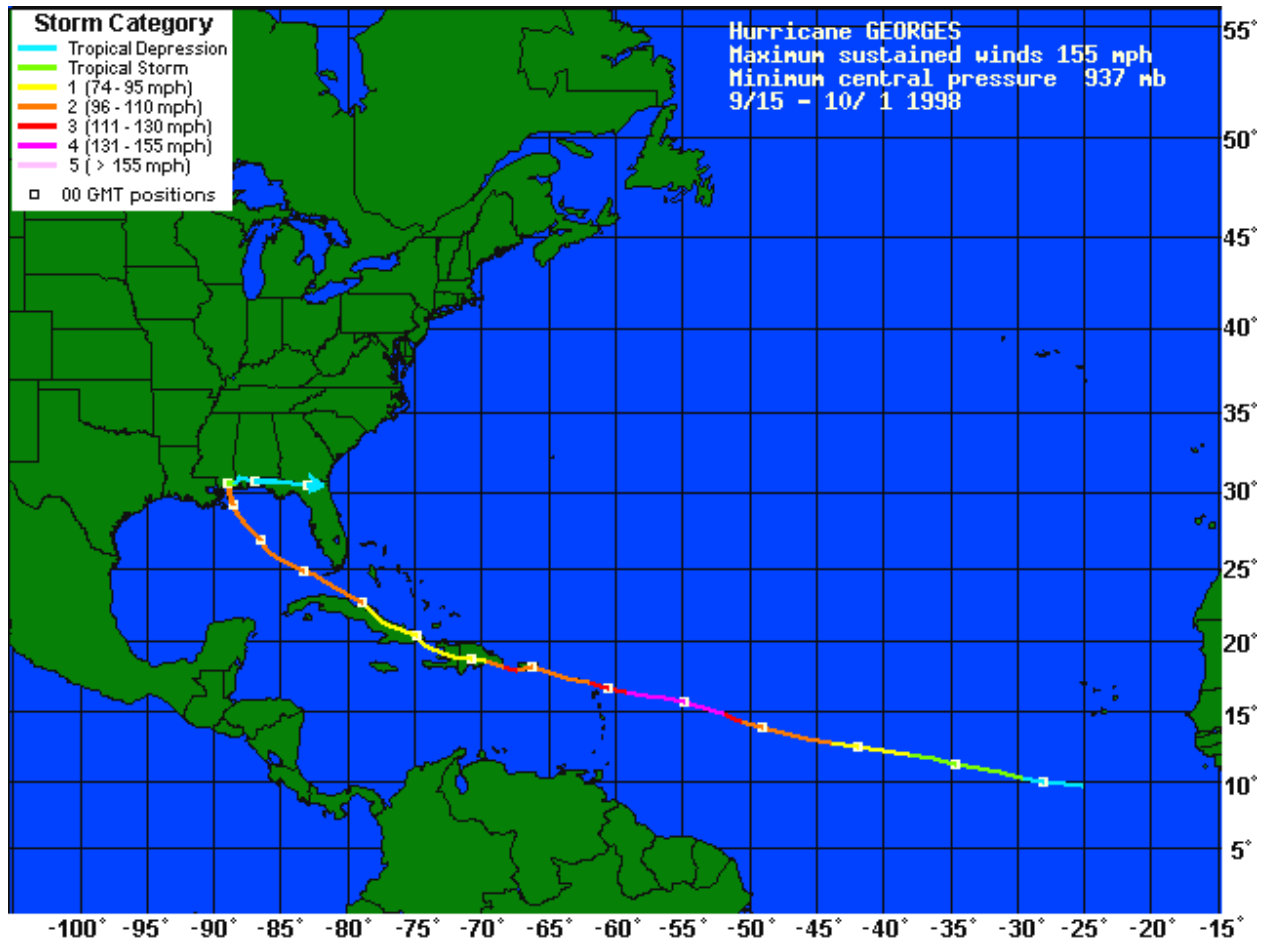 Storm Category
Tropical Depression
Tropical Storm
1 (74-95 mph)
2 (96-110 mph)
3 (111 - 130 mph)
4 (131 - 155 mph)
5 ( > 155 mph)
00 GMT positions
Hurricane GEORGES
Maximum sustained winds 155 mph
Minimum central pressure 937 mb
9/15 - 10/ 1 1998
55°
50°
45°
40°
35°
30°
25°
20°
15°
10°
5°
-100° -95° -90° -85° -80° -75° -70° -65° -60° -55° -50° -45° -40° -35° -30° -25° -20° -15°